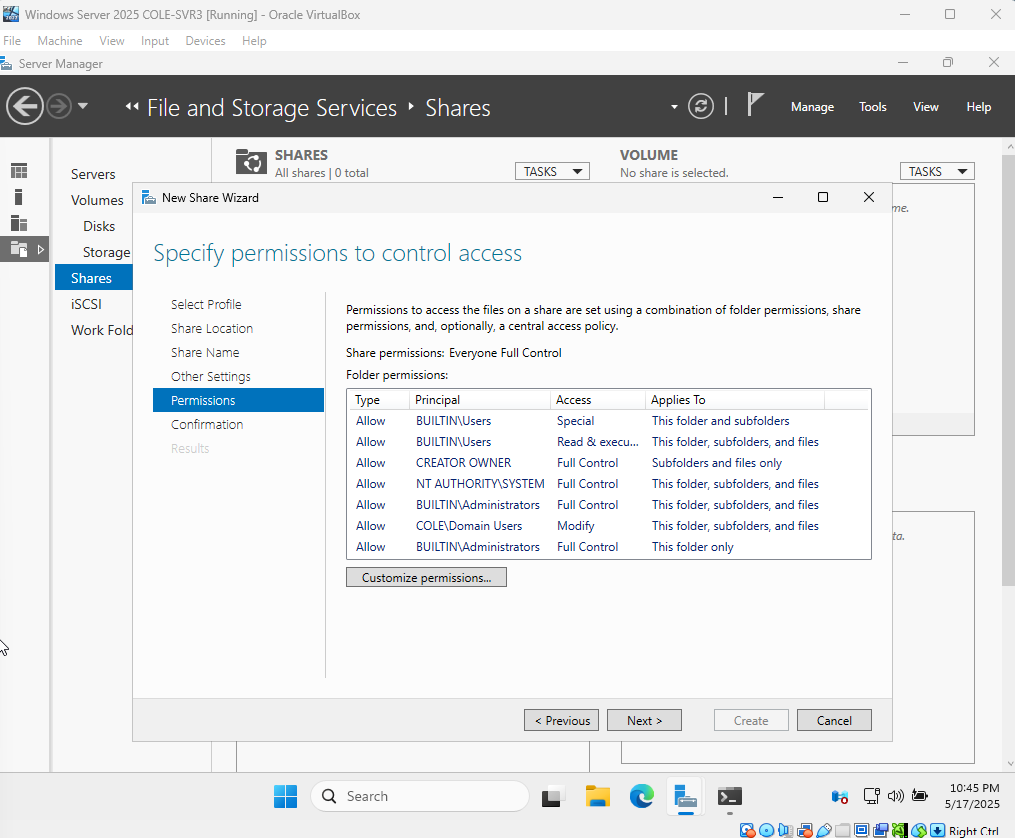 Windows Server 2025 COLE-SVR3 [Running] - Oracle VirtualBox
File Machine View Input Devices Help
Server Manager
File and Storage Services Shares
Manage Tools View Help
Servers
Volumes
Disks
Storage
Shares
iSCSI
Work Fold
SHARES
All shares | 0 total
TASKS
VOLUME
No share is selected.
TASKS
me.
ta.
New Share Wizard
Specify permissions to control access
Select Profile
Share Location
Share Name
Other Settings
Permissions
Confirmation
Results
Permissions to access the files on a share are set using a combination of folder permissions, share
permissions, and, optionally, a central access policy.
Share permissions: Everyone Full Control
Folder permissions:
Type Principal Access Applies To
Allow BUILTIN\Users Special This folder and subfolders
Allow BUILTIN\Users Read & execu... This folder, subfolders, and files
Allow CREATOR OWNER Full Control Subfolders and files only
Allow NT AUTHORITY\SYSTEM Full Control This folder, subfolders, and files
Allow BUILTIN\Administrators Full Control This folder, subfolders, and files
Allow COLE\Domain Users Modify This folder, subfolders, and files
Allow BUILTIN\Administrators Full Control This folder only
Customize permissions...
< Previous Next > Create Cancel
Search
10:45 PM
5/17/2025
Right Ctrl